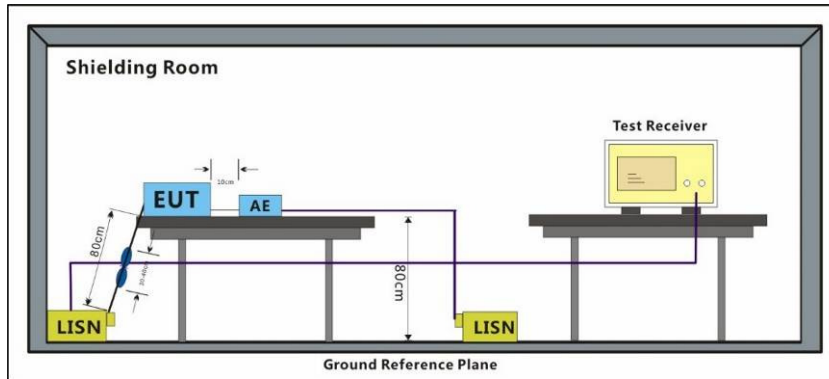 Shielding Room
Test Receiver
10cm
EUT
AE
80cm
80cm
LISN
LISN
Ground Reference Plane